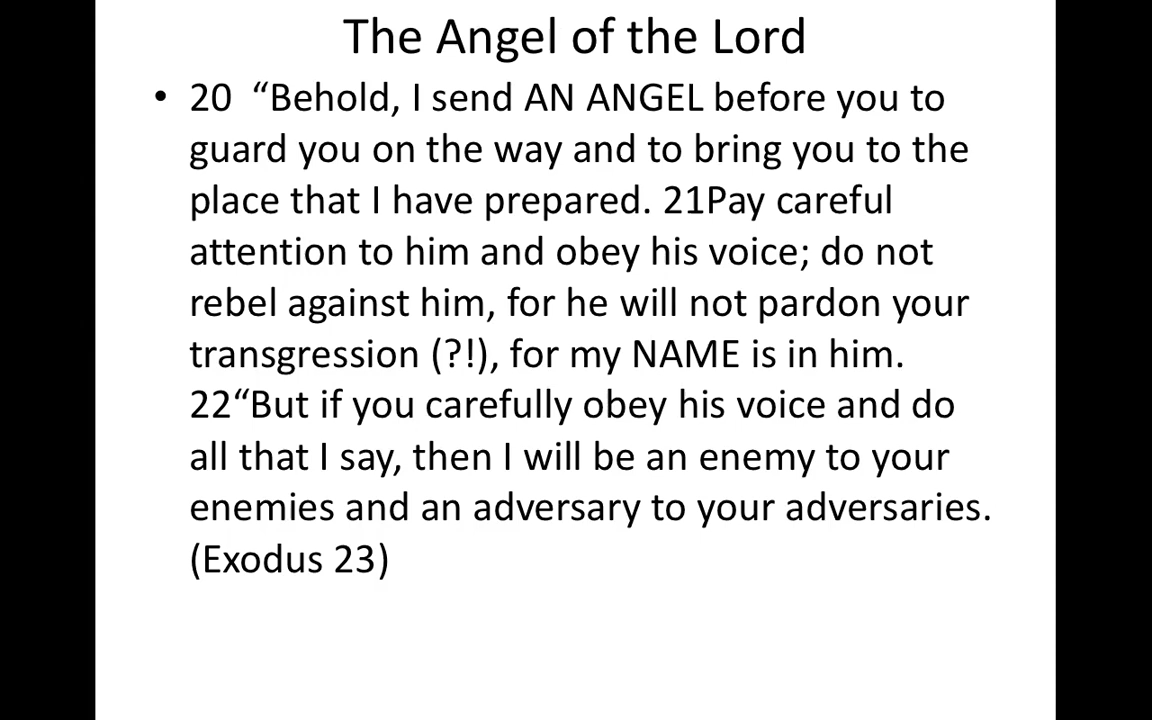 The Angel of the Lord
• 20 “Behold, I send AN ANGEL before you to
guard you on the way and to bring you to the
place that I have prepared. 21Pay careful
attention to him and obey his voice; do not
rebel against him, for he will not pardon your
transgression (?!), for my NAME is in him.
22“But if you carefully obey his voice and do
all that I say, then I will be an enemy to your
enemies and an adversary to your adversaries.
(Exodus 23)